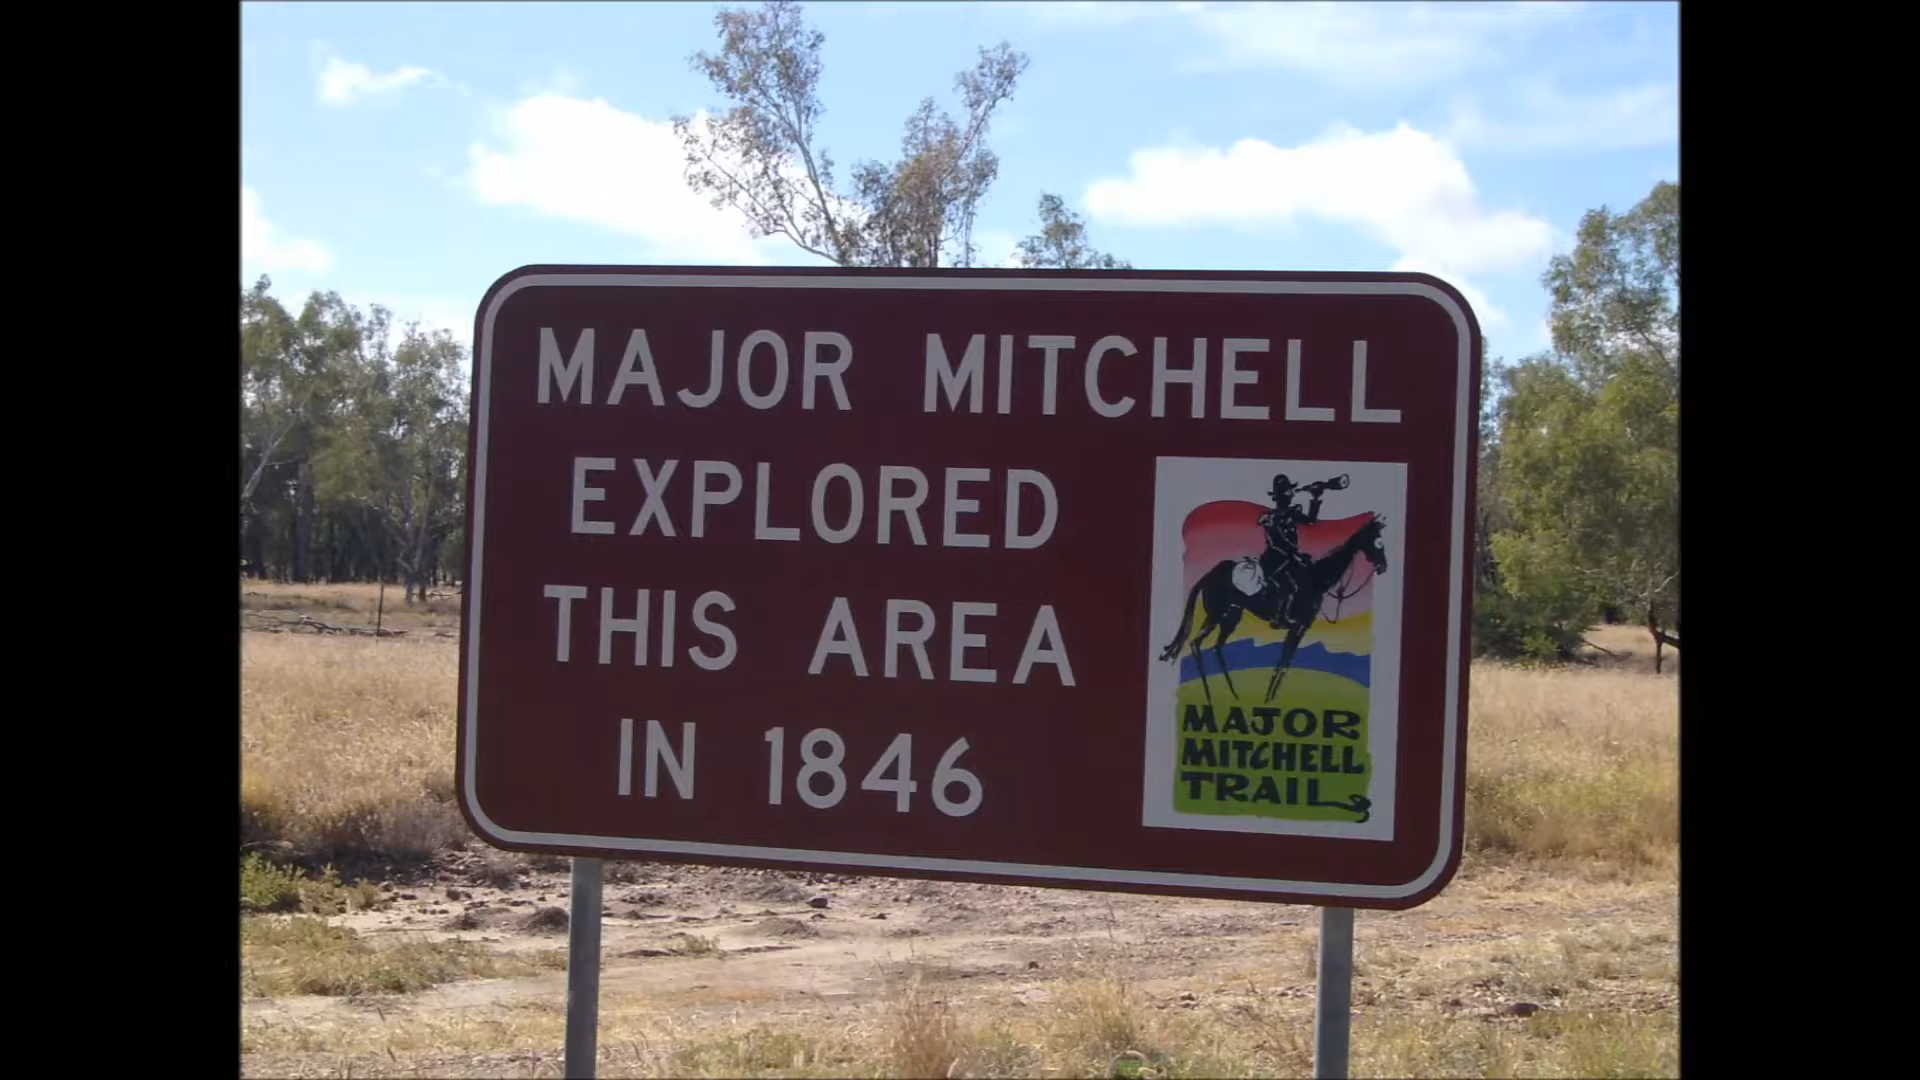 MAJOR MITCHELL
EXPLORED
THIS AREA
IN 1846
MAJOR
MITCHELL
TRAIL